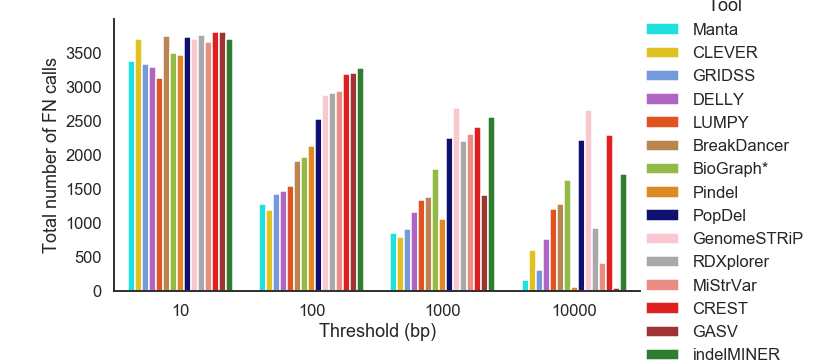 Tool
Manta
CLEVER
GRIDSS
DELLY
LUMPY
BreakDancer
BioGraph*
Pindel
PopDel
GenomeSTRiP
RDXplorer
MiStrVar
CREST
GASV
indelMINER
Total number of FN calls
3500
3000
2500
2000
1500
1000
500
0
10 100 1000 10000
Threshold (bp)